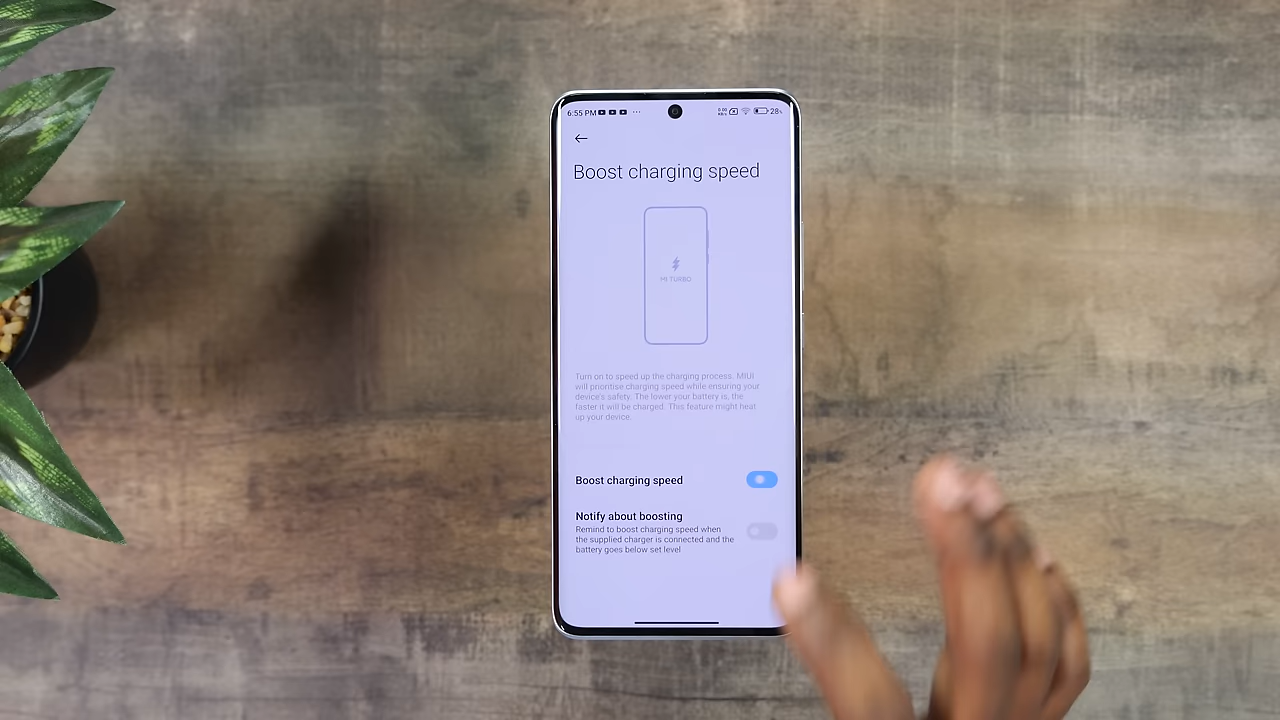 6:55 PM 28%
Boost charging speed
MI TURBO
Turn on to speed up the charging process. MIUI
will prioritise charging speed while ensuring your
device's safety. The lower your battery is, the
faster it will be charged. This feature might heat
up your device.
Boost charging speed
Notify about boosting
Remind to boost charging speed when
the supplied charger is connected and the
battery goes below set level